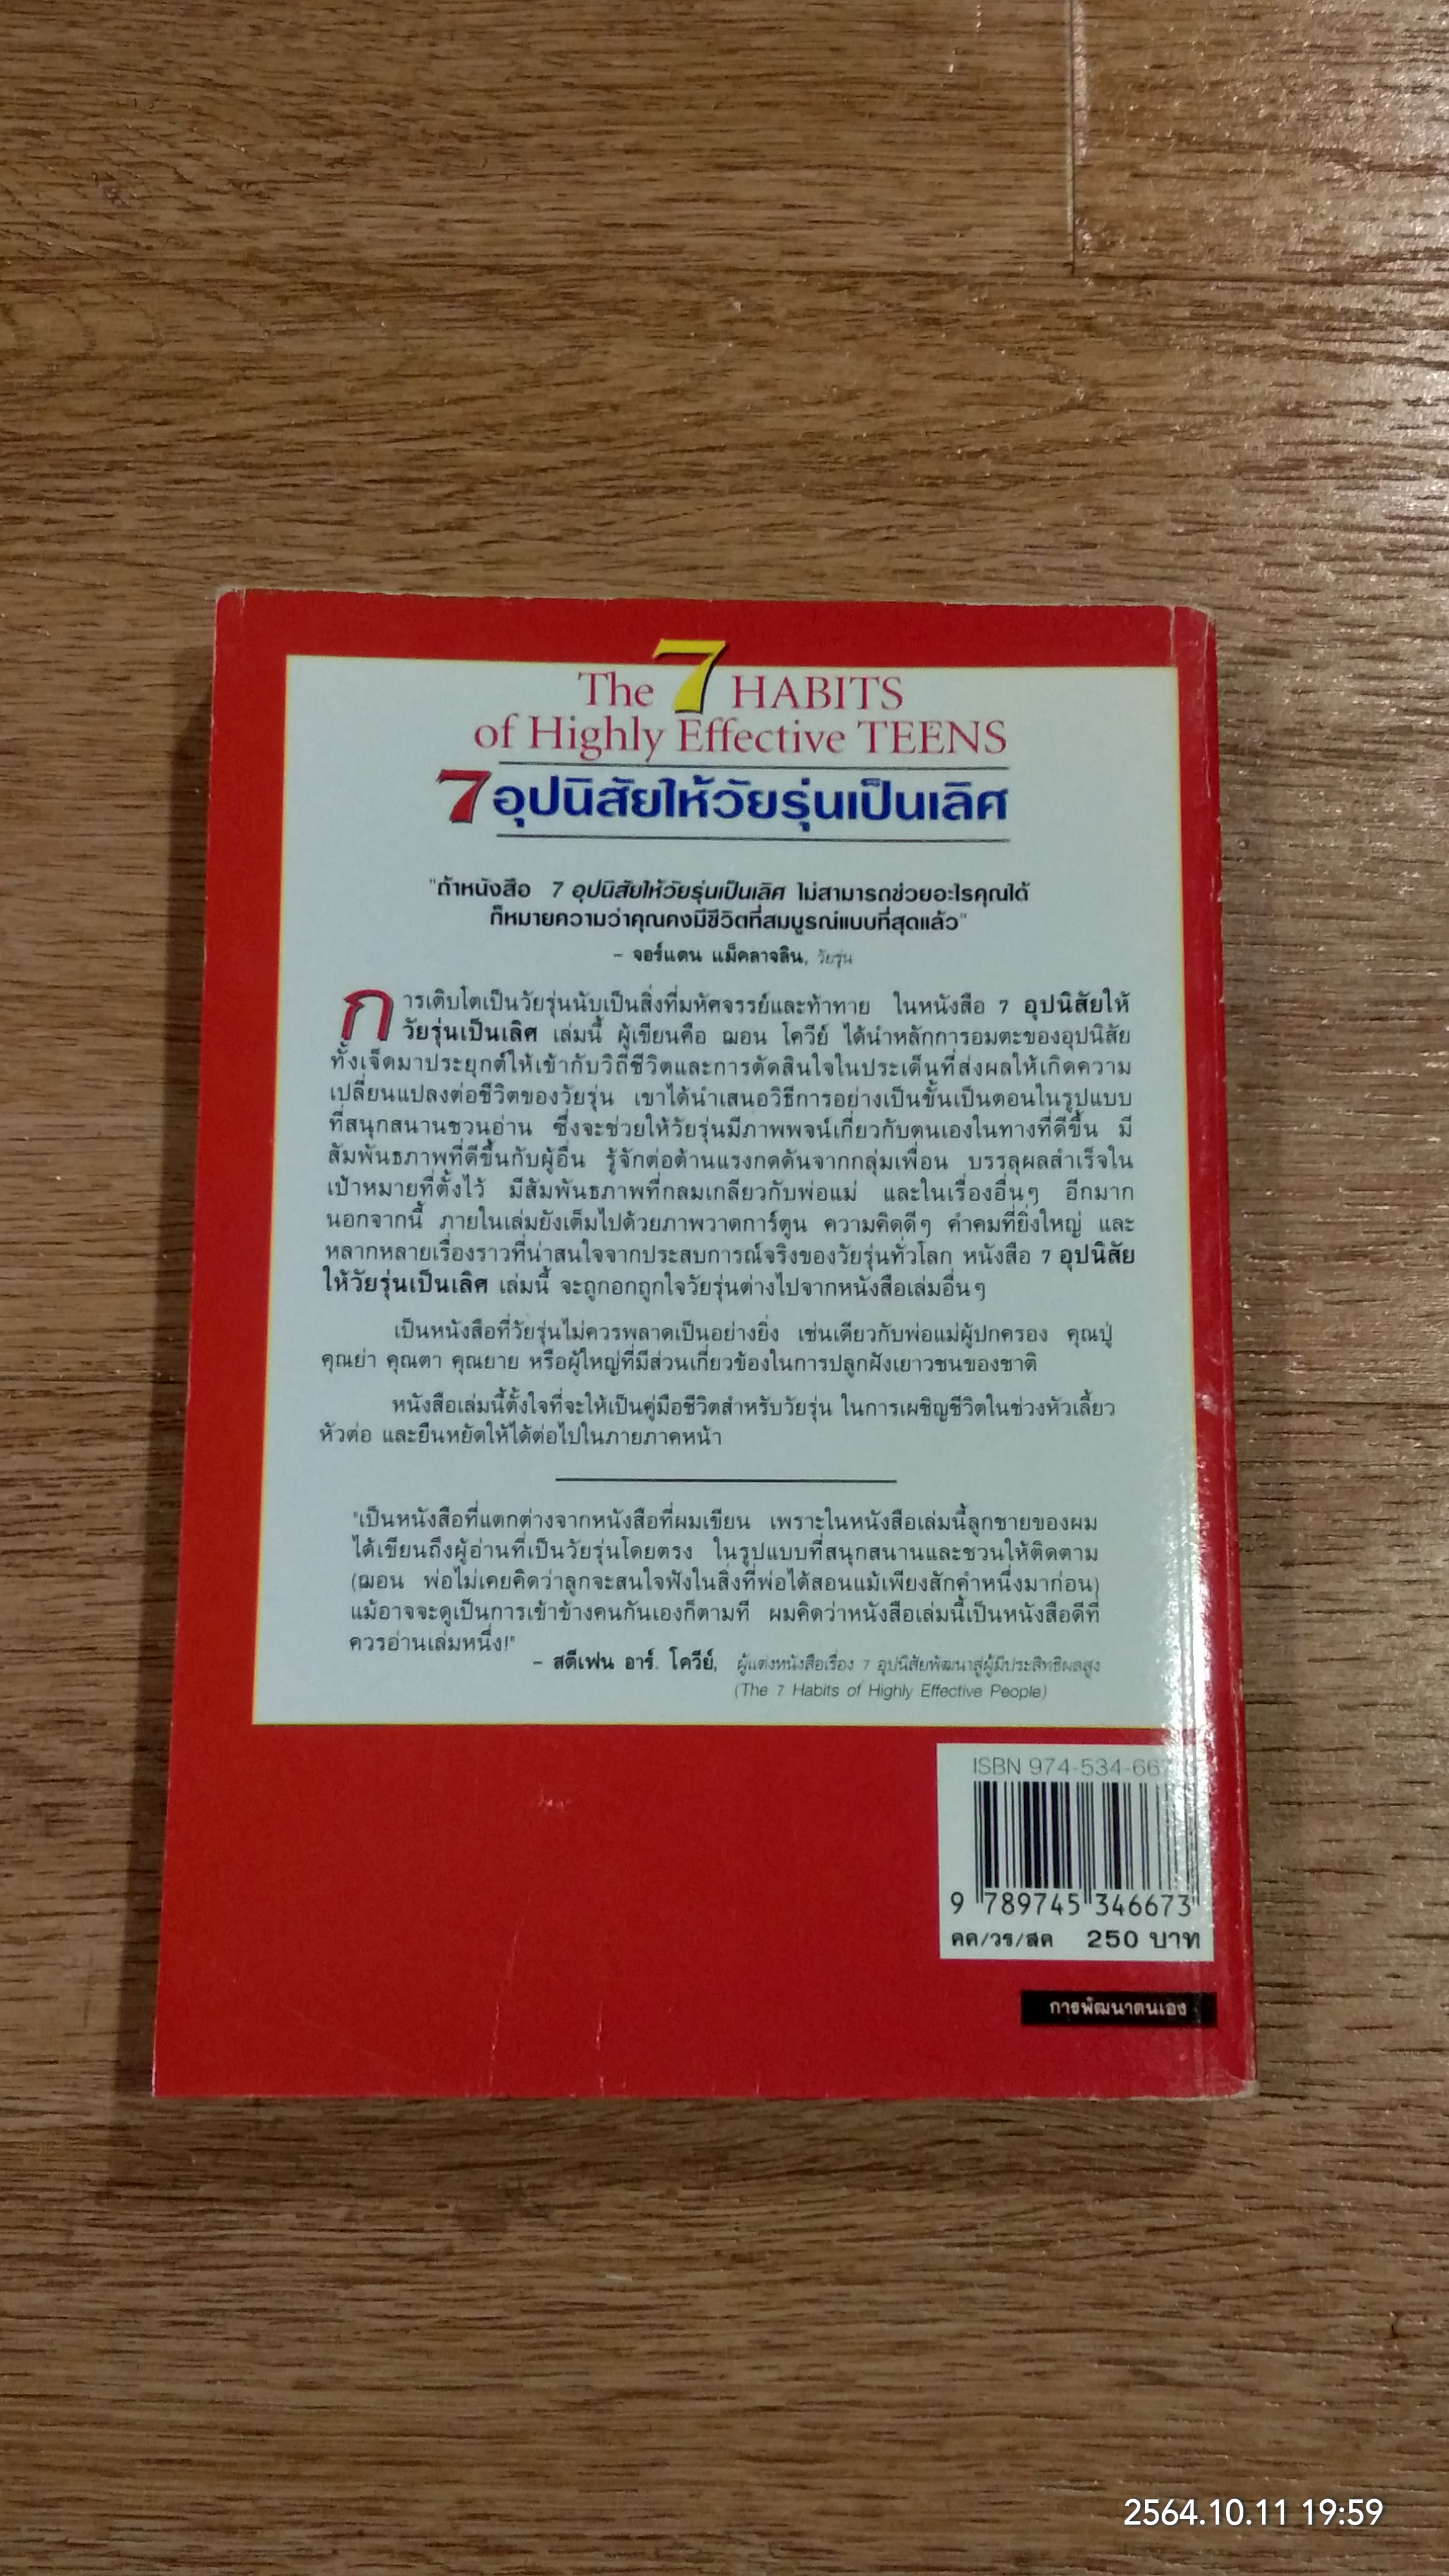 The 7 HABITS
of Highly Effective TEENS
7 อุปนิสัยให้วัยรุ่นเป็นเลิศ
"ถ้าหนังสือ 7 อุปนิสัยให้วัยรุ่นเป็นเลิศ ไม่สามารถช่วยอะไรคุณได้
ก็หมายความว่าคุณคงมีชีวิตที่สมบูรณ์แบบที่สุดแล้ว"
– จอร์แดน แม็คลาจลิน, วัยรุ่น
การเติบโตเป็นวัยรุ่นนับเป็นสิ่งที่มหัศจรรย์และท้าทาย ในหนังสือ 7 อุปนิสัยให้
วัยรุ่นเป็นเลิศ เล่มนี้ ผู้เขียนคือ ฌอน โควีย์ ได้นำหลักการอมตะของอุปนิสัย
ทั้งเจ็ดมาประยุกต์ให้เข้ากับวิถีชีวิตและการตัดสินใจในประเด็นที่ส่งผลให้เกิดความ
เปลี่ยนแปลงต่อชีวิตของวัยรุ่น เขาได้นำเสนอวิธีการอย่างเป็นขั้นเป็นตอนในรูปแบบ
ที่สนุกสนานชวนอ่าน ซึ่งจะช่วยให้วัยรุ่นมีภาพพจน์เกี่ยวกับตนเองในทางที่ดีขึ้น มี
สัมพันธภาพที่ดีขึ้นกับผู้อื่น รู้จักต่อต้านแรงกดดันจากกลุ่มเพื่อน บรรลุผลสำเร็จใน
เป้าหมายที่ตั้งไว้ มีสัมพันธภาพที่กลมเกลียวกับพ่อแม่ และในเรื่องอื่นๆ อีกมาก
นอกจากนี้ ภายในเล่มยังเต็มไปด้วยภาพวาดการ์ตูน ความคิดดีๆ คำคมที่ยิ่งใหญ่ และ
หลากหลายเรื่องราวที่น่าสนใจจากประสบการณ์จริงของวัยรุ่นทั่วโลก หนังสือ 7 อุปนิสัย
ให้วัยรุ่นเป็นเลิศ เล่มนี้ จะถูกอกถูกใจวัยรุ่นต่างไปจากหนังสือเล่มอื่นๆ
เป็นหนังสือที่วัยรุ่นไม่ควรพลาดเป็นอย่างยิ่ง เช่นเดียวกับพ่อแม่ผู้ปกครอง คุณปู่
คุณย่า คุณตา คุณยาย หรือผู้ใหญ่ที่มีส่วนเกี่ยวข้องในการปลูกฝังเยาวชนของชาติ
หนังสือเล่มนี้ตั้งใจที่จะให้เป็นคู่มือชีวิตสำหรับวัยรุ่น ในการเผชิญชีวิตในช่วงหัวเลี้ยว
หัวต่อ และยืนหยัดให้ได้ต่อไปในภายภาคหน้า
"เป็นหนังสือที่แตกต่างจากหนังสือที่ผมเขียน เพราะในหนังสือเล่มนี้ลูกชายของผม
ได้เขียนถึงผู้อ่านที่เป็นวัยรุ่นโดยตรง ในรูปแบบที่สนุกสนานและชวนให้ติดตาม
(ฌอน พ่อไม่เคยคิดว่าลูกจะสนใจฟังในสิ่งที่พ่อได้สอนแม้เพียงสักคำหนึ่งมาก่อน)
แม้อาจจะดูเป็นการเข้าข้างคนกันเองก็ตามที ผมคิดว่าหนังสือเล่มนี้เป็นหนังสือดีที่
ควรอ่านเล่มหนึ่ง!"
– สตีเฟน อาร์. โควีย์, ผู้แต่งหนังสือเรื่อง 7 อุปนิสัยพัฒนาสู่ผู้มีประสิทธิผลสูง
(The 7 Habits of Highly Effective People)
ISBN 974-534-66
9 789745 346673
คค/วร/สค 250 บาท
การพัฒนาตนเอง
2564.10.11 19:59